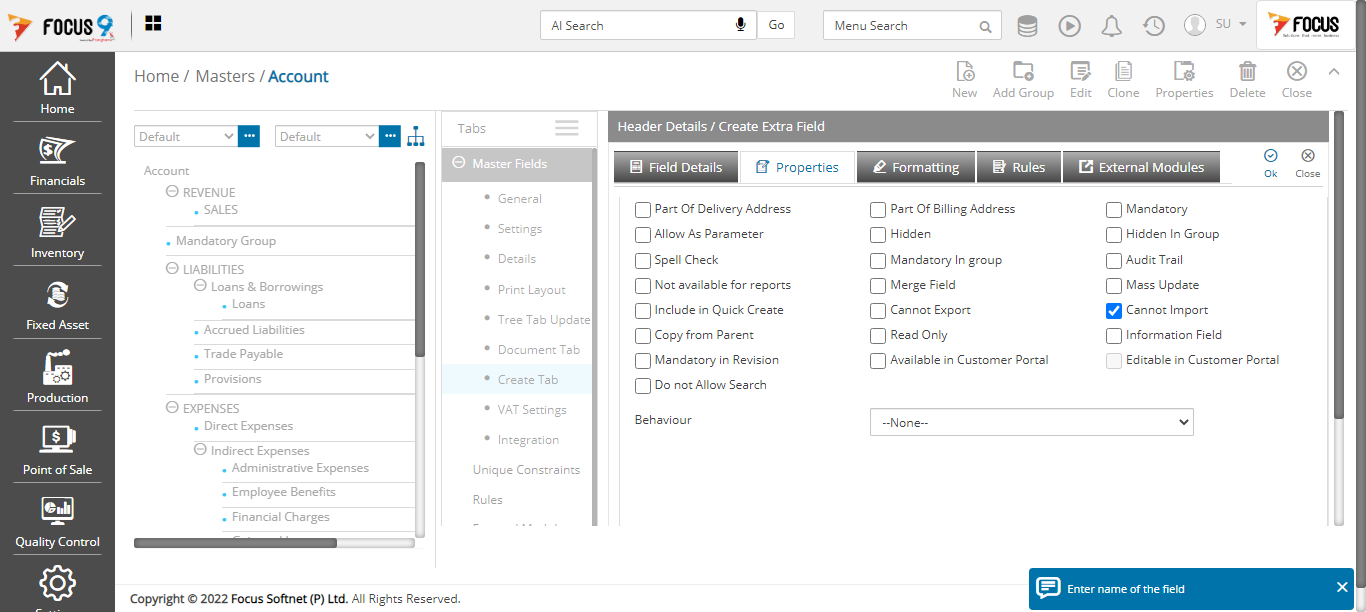 FOCUS 9
AI Search
Go
Menu Search
SU
FOCUS
Home
Financials
Inventory
Fixed Asset
Production
Point of Sale
Quality Control
Home / Masters / Account
New
Add Group
Edit
Clone
Properties
Delete
Close
Default
Default
Account
REVENUE
SALES
Mandatory Group
LIABILITIES
Loans & Borrowings
Loans
Accrued Liabilities
Trade Payable
Provisions
EXPENSES
Direct Expenses
Indirect Expenses
Administrative Expenses
Employee Benefits
Financial Charges
Tabs
Master Fields
General
Settings
Details
Print Layout
Tree Tab Update
Document Tab
Create Tab
VAT Settings
Integration
Unique Constraints
Rules
Header Details / Create Extra Field
Field Details
Properties
Formatting
Rules
External Modules
Ok
Close
Part Of Delivery Address
Part Of Billing Address
Mandatory
Allow As Parameter
Hidden
Hidden In Group
Spell Check
Mandatory In group
Audit Trail
Not available for reports
Merge Field
Mass Update
Include in Quick Create
Cannot Export
Cannot Import
Copy from Parent
Read Only
Information Field
Mandatory in Revision
Available in Customer Portal
Editable in Customer Portal
Do not Allow Search
Behaviour
--None--
Copyright © 2022 Focus Softnet (P) Ltd. All Rights Reserved.
Enter name of the field